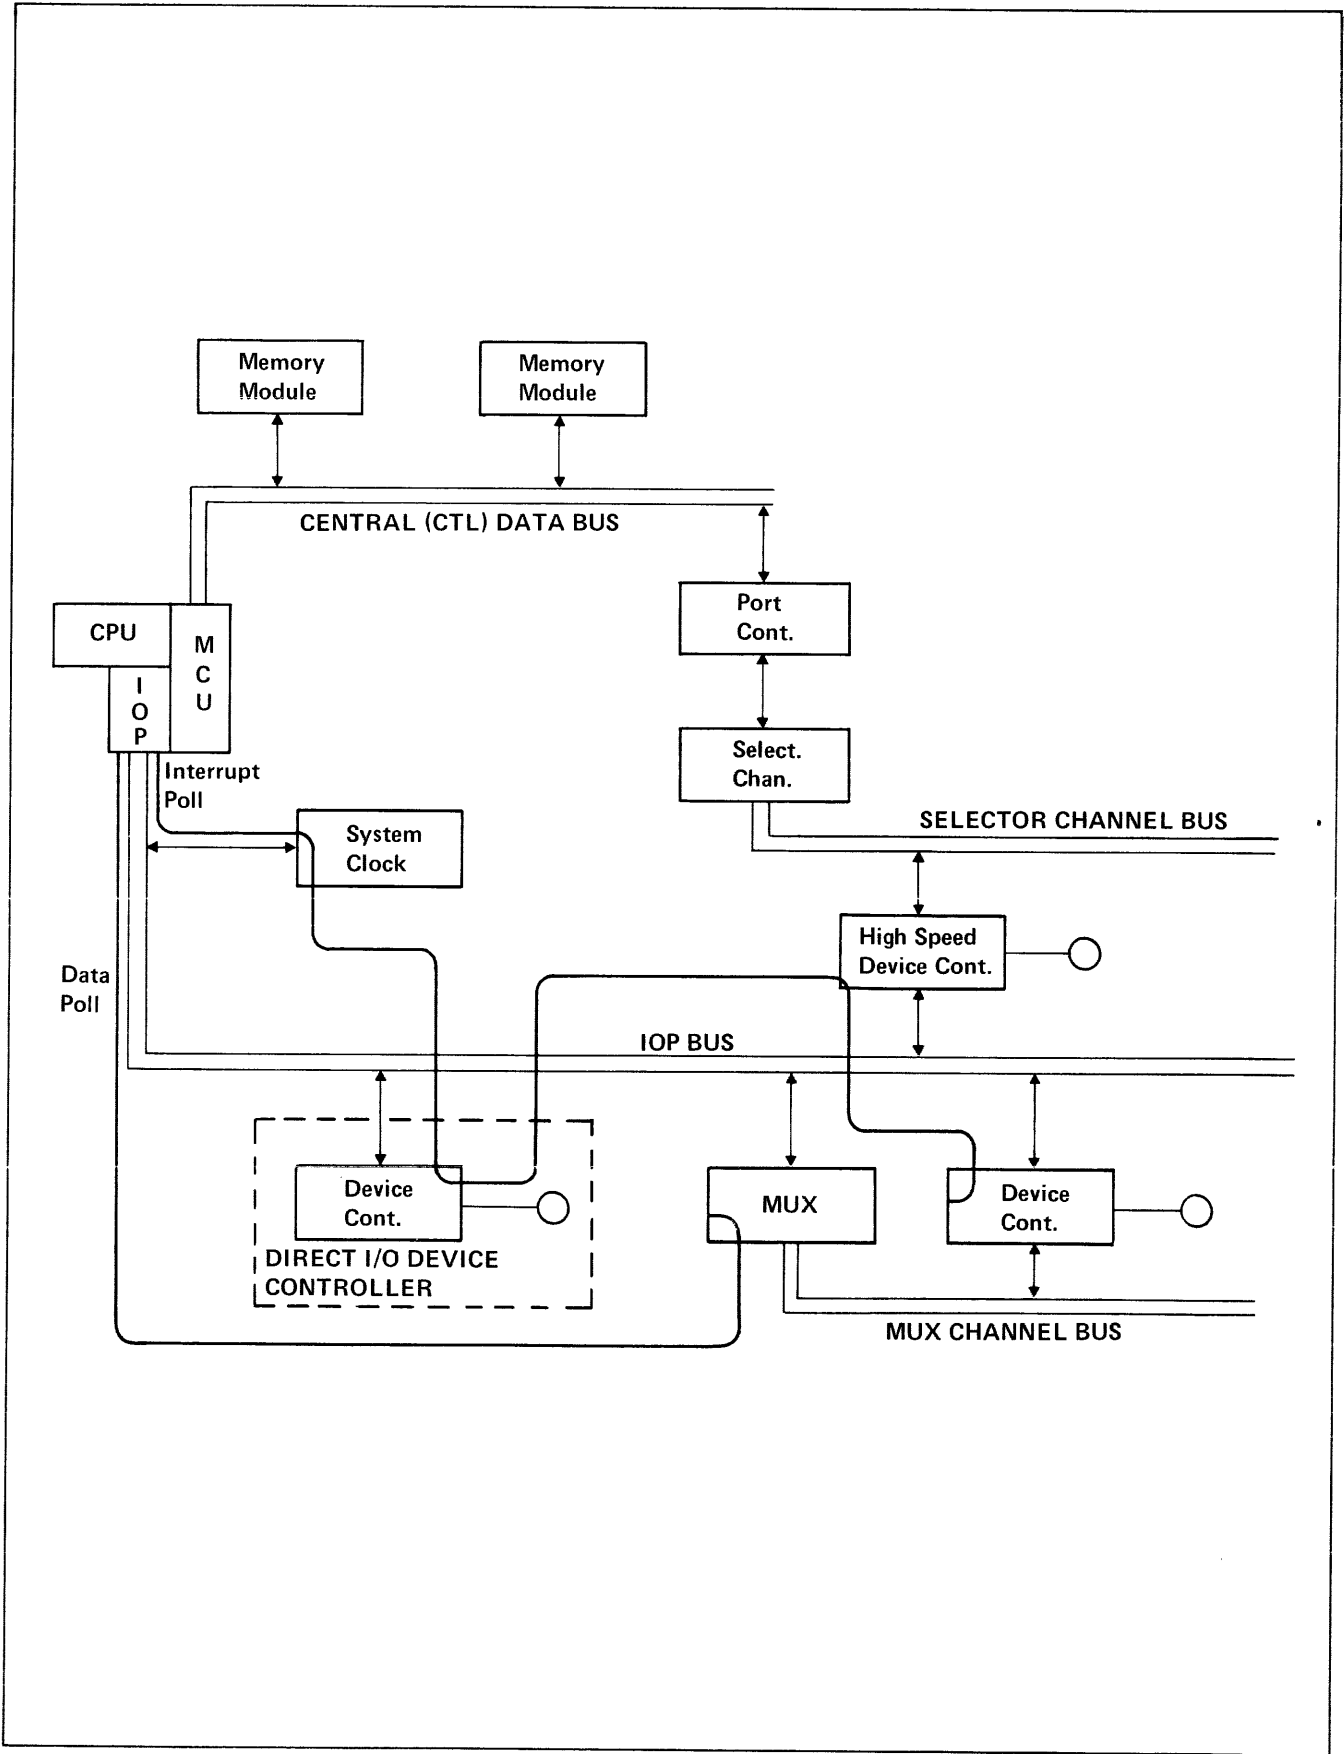 Memory
Module
Memory
Module
CENTRAL (CTL) DATA BUS
CPU
M
C
U
I
O
P
Port
Cont.
Select.
Chan.
Interrupt
Poll
System
Clock
SELECTOR CHANNEL BUS
High Speed
Device Cont.
Data
Poll
IOP BUS
Device
Cont.
DIRECT I/O DEVICE
CONTROLLER
MUX
Device
Cont.
MUX CHANNEL BUS